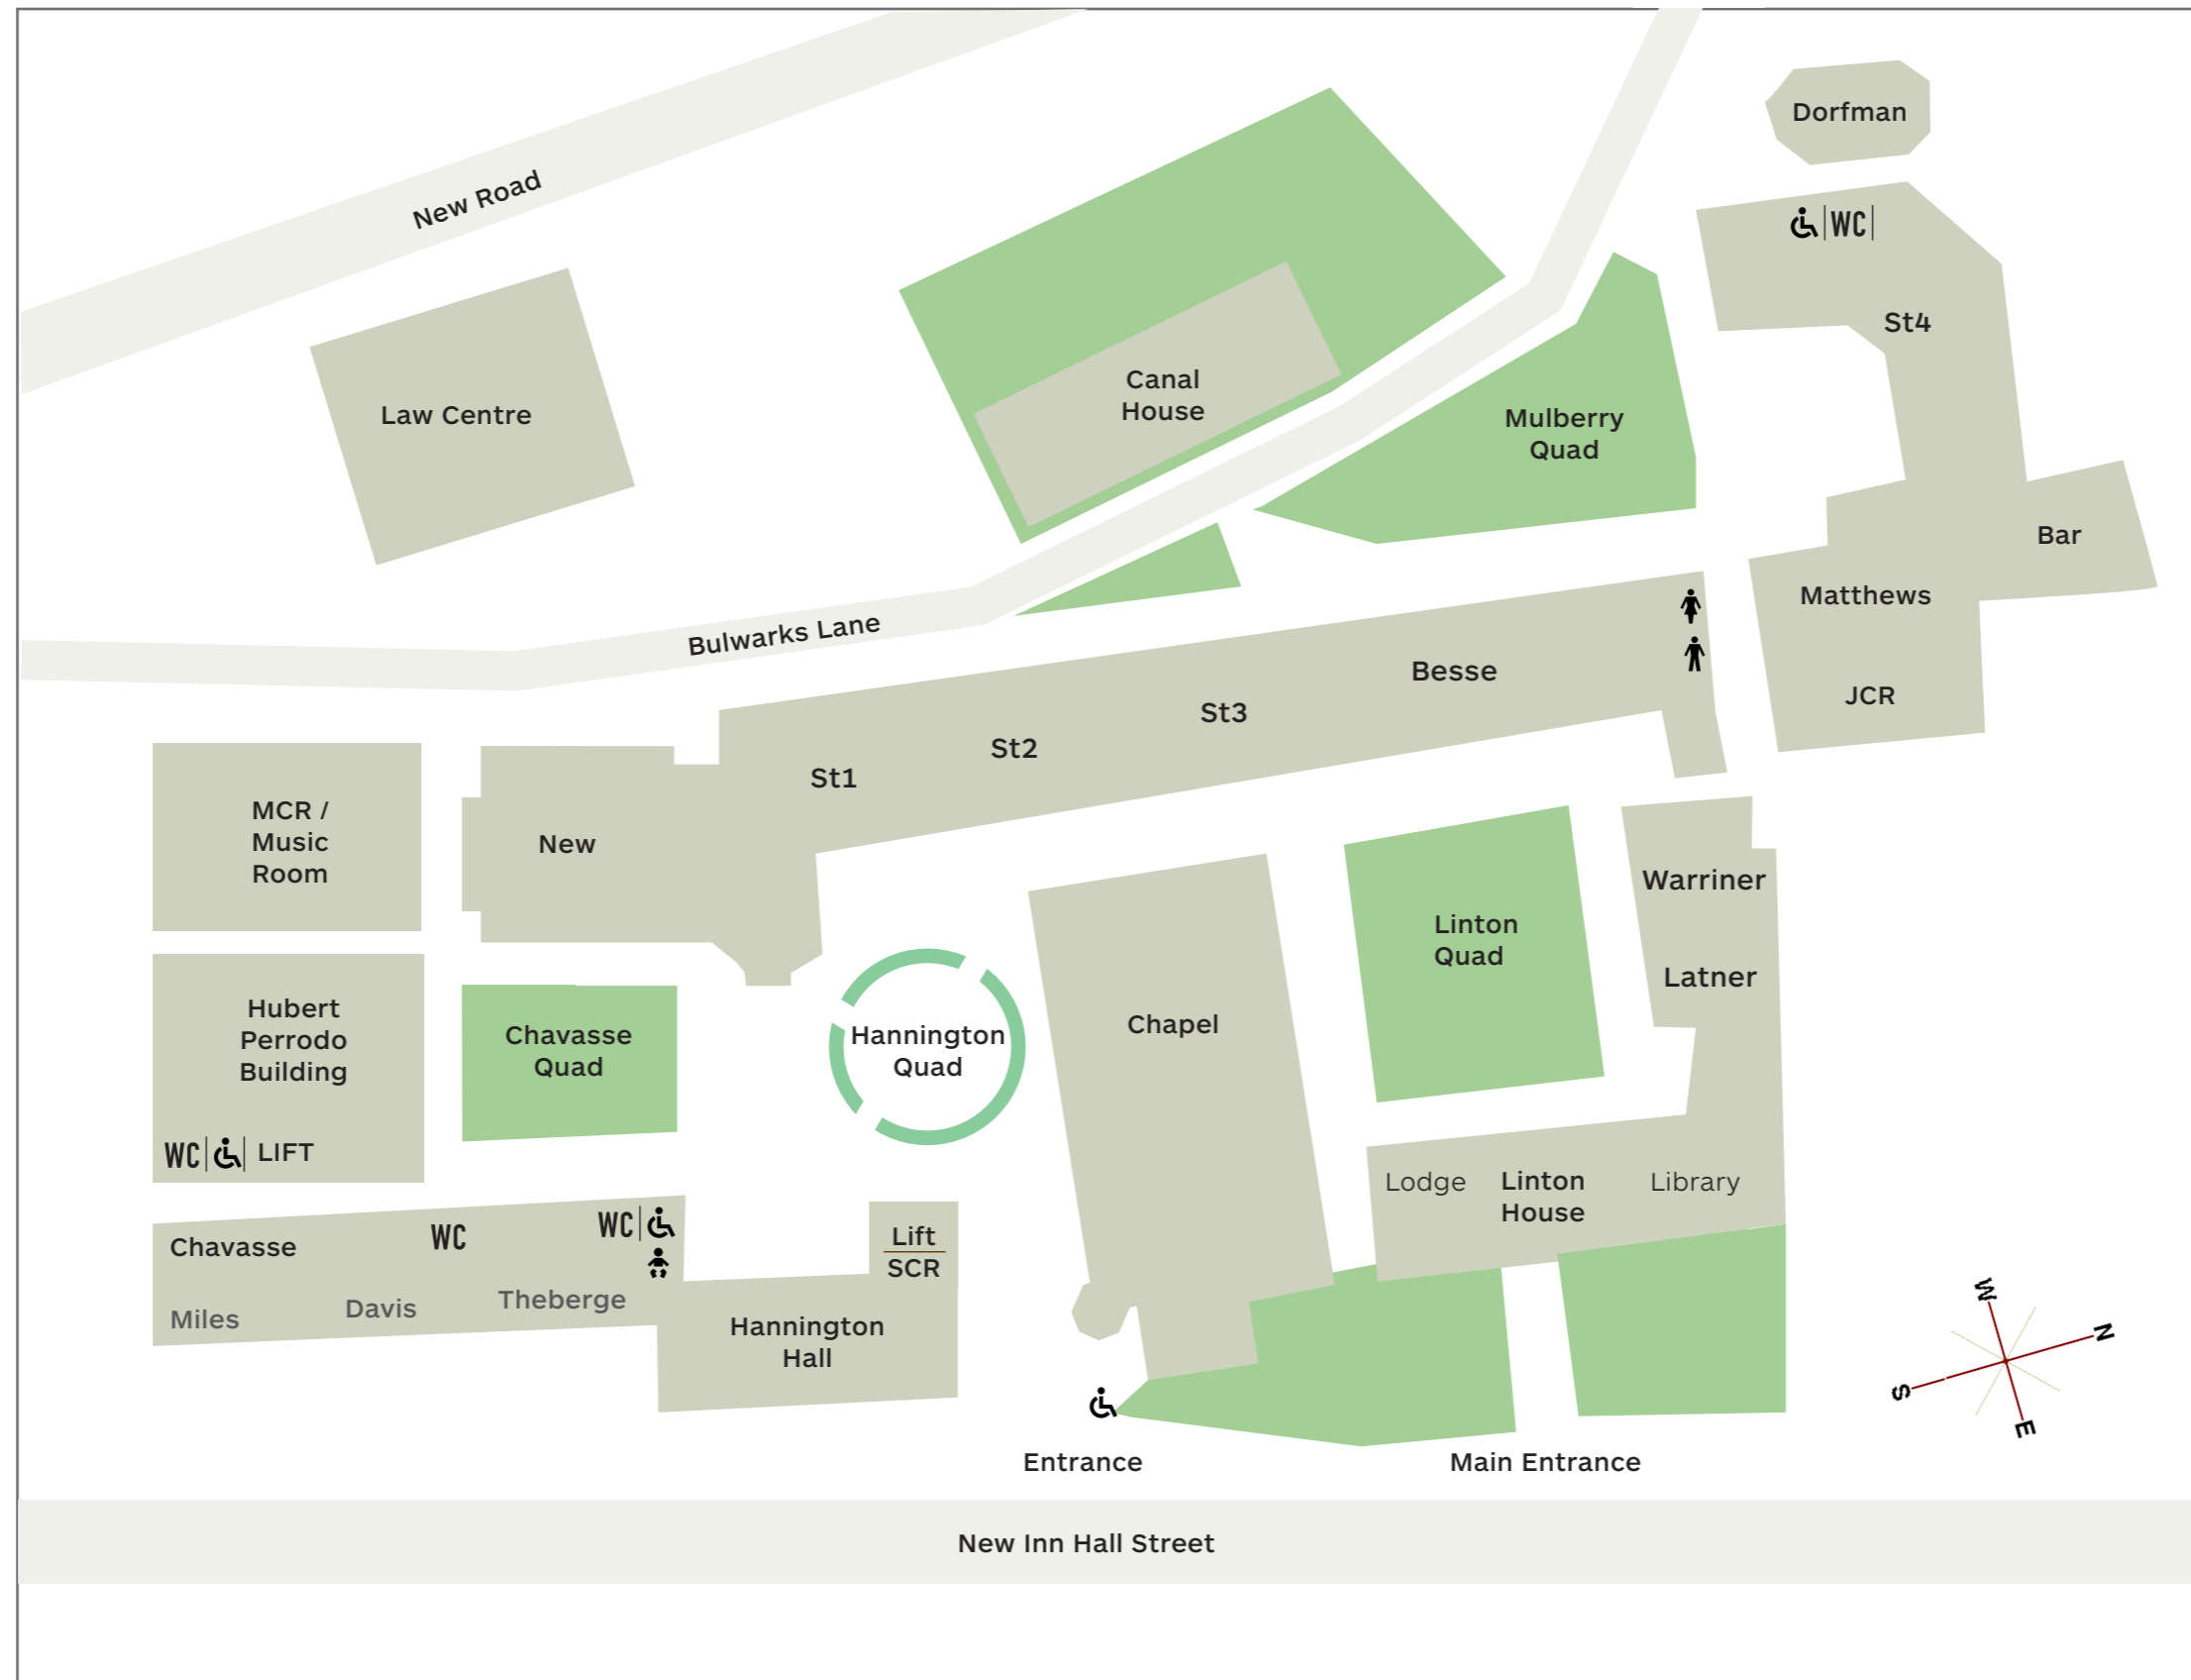 Dorfman
New Road
WC
St4
Canal
House
Law Centre
Mulberry
Quad
Bar
Matthews
Bulwarks Lane
Besse
JCR
St3
St2
St1
MCR /
Music
Room
New
Warriner
Linton
Quad
Latner
Hubert
Perrodo
Building
Chavasse
Quad
Hannington
Quad
Chapel
WC LIFT
Lodge
Linton
House
Library
Chavasse
WC
WC
Lift
SCR
Miles
Davis
Theberge
Hannington
Hall
W
N
S
E
Entrance
Main Entrance
New Inn Hall Street